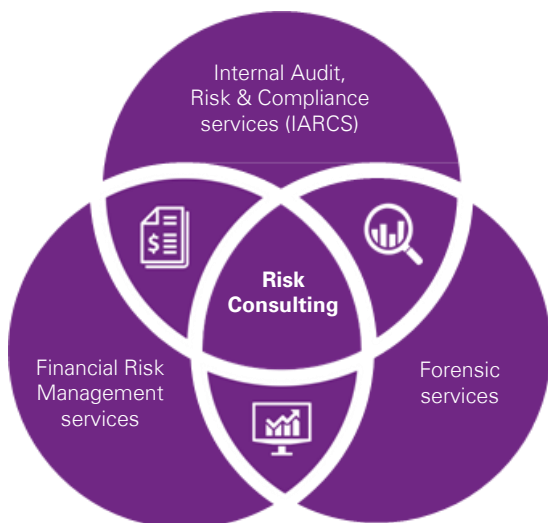 Internal Audit,
Risk & Compliance
services (IARCS)
$
Risk
Consulting
Financial Risk
Management
services
Forensic
services